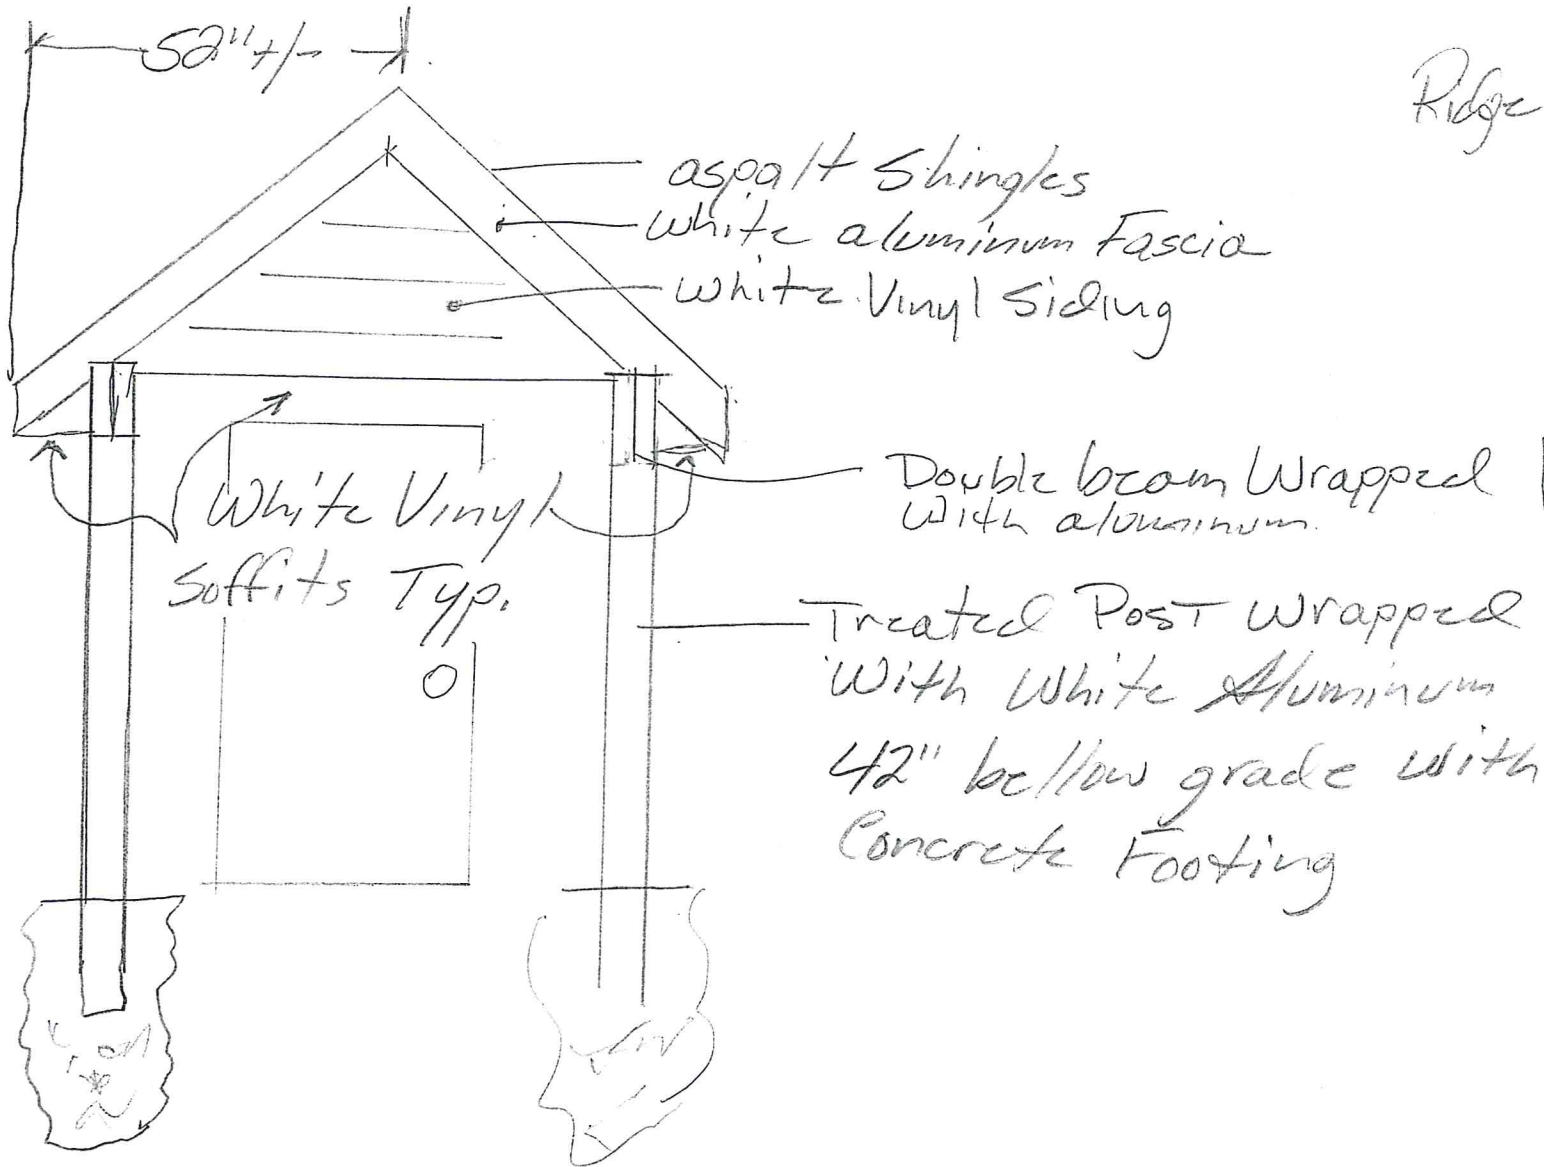 52" +/-
Ridge
aspalt Shingles
White aluminum Fascia
White Vinyl Siding
Double beam Wrapped
With aluminum.
White Vinyl
Soffits Typ.
Treated Post Wrapped
With White Aluminum
42" bellow grade with
Concrete Footing